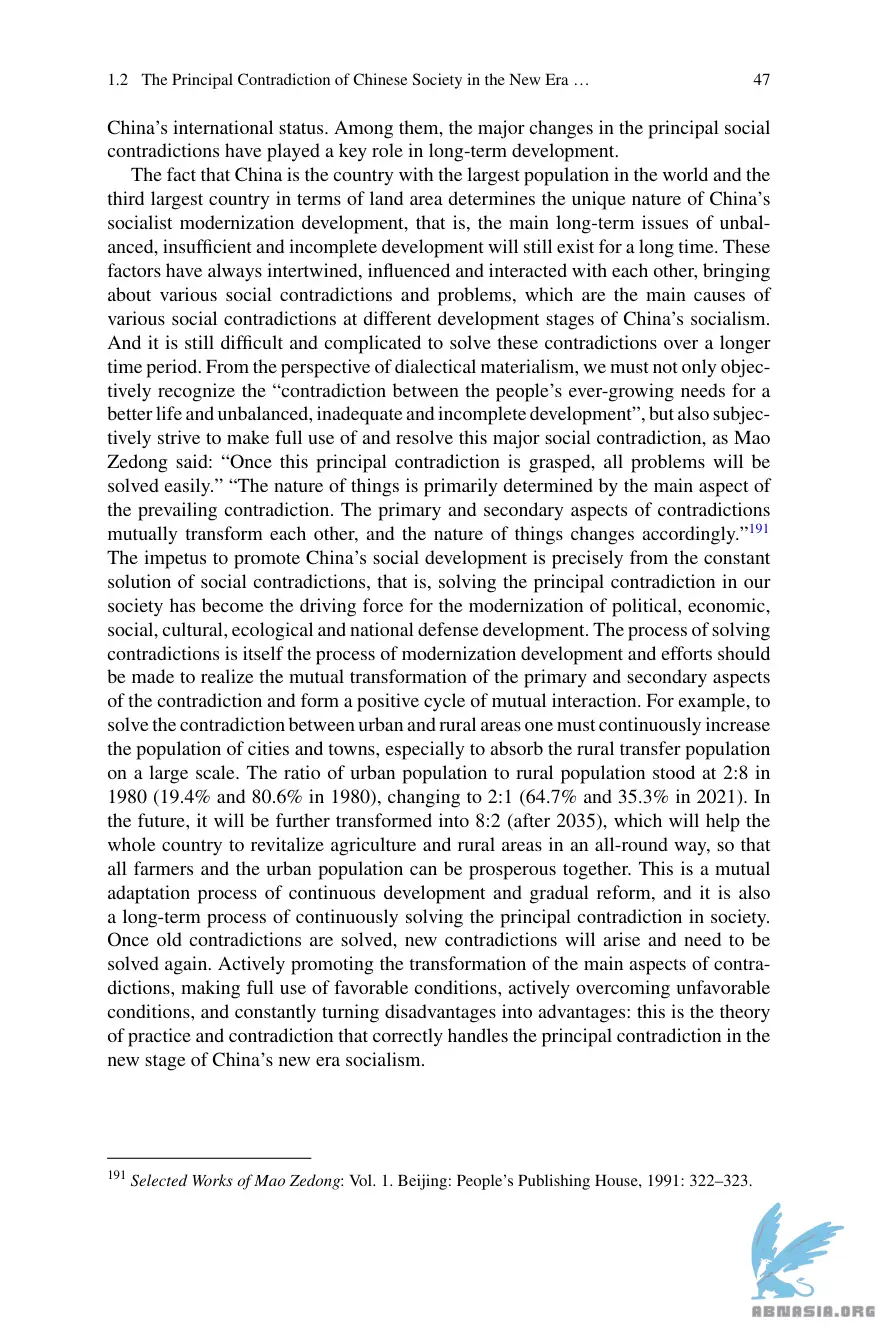 1.2 The Principal Contradiction of Chinese Society in the New Era … 47
China’s international status. Among them, the major changes in the principal social
contradictions have played a key role in long-term development.
The fact that China is the country with the largest population in the world and the
third largest country in terms of land area determines the unique nature of China’s
socialist modernization development, that is, the main long-term issues of unbal-
anced, insufficient and incomplete development will still exist for a long time. These
factors have always intertwined, influenced and interacted with each other, bringing
about various social contradictions and problems, which are the main causes of
various social contradictions at different development stages of China’s socialism.
And it is still difficult and complicated to solve these contradictions over a longer
time period. From the perspective of dialectical materialism, we must not only objec-
tively recognize the “contradiction between the people’s ever-growing needs for a
better life and unbalanced, inadequate and incomplete development”, but also subjec-
tively strive to make full use of and resolve this major social contradiction, as Mao
Zedong said: “Once this principal contradiction is grasped, all problems will be
solved easily.” “The nature of things is primarily determined by the main aspect of
the prevailing contradiction. The primary and secondary aspects of contradictions
mutually transform each other, and the nature of things changes accordingly.”191
The impetus to promote China’s social development is precisely from the constant
solution of social contradictions, that is, solving the principal contradiction in our
society has become the driving force for the modernization of political, economic,
social, cultural, ecological and national defense development. The process of solving
contradictions is itself the process of modernization development and efforts should
be made to realize the mutual transformation of the primary and secondary aspects
of the contradiction and form a positive cycle of mutual interaction. For example, to
solve the contradiction between urban and rural areas one must continuously increase
the population of cities and towns, especially to absorb the rural transfer population
on a large scale. The ratio of urban population to rural population stood at 2:8 in
1980 (19.4% and 80.6% in 1980), changing to 2:1 (64.7% and 35.3% in 2021). In
the future, it will be further transformed into 8:2 (after 2035), which will help the
whole country to revitalize agriculture and rural areas in an all-round way, so that
all farmers and the urban population can be prosperous together. This is a mutual
adaptation process of continuous development and gradual reform, and it is also
a long-term process of continuously solving the principal contradiction in society.
Once old contradictions are solved, new contradictions will arise and need to be
solved again. Actively promoting the transformation of the main aspects of contra-
dictions, making full use of favorable conditions, actively overcoming unfavorable
conditions, and constantly turning disadvantages into advantages: this is the theory
of practice and contradiction that correctly handles the principal contradiction in the
new stage of China’s new era socialism.
191 Selected Works of Mao Zedong: Vol. 1. Beijing: People’s Publishing House, 1991: 322–323.
ABNASIA.ORG